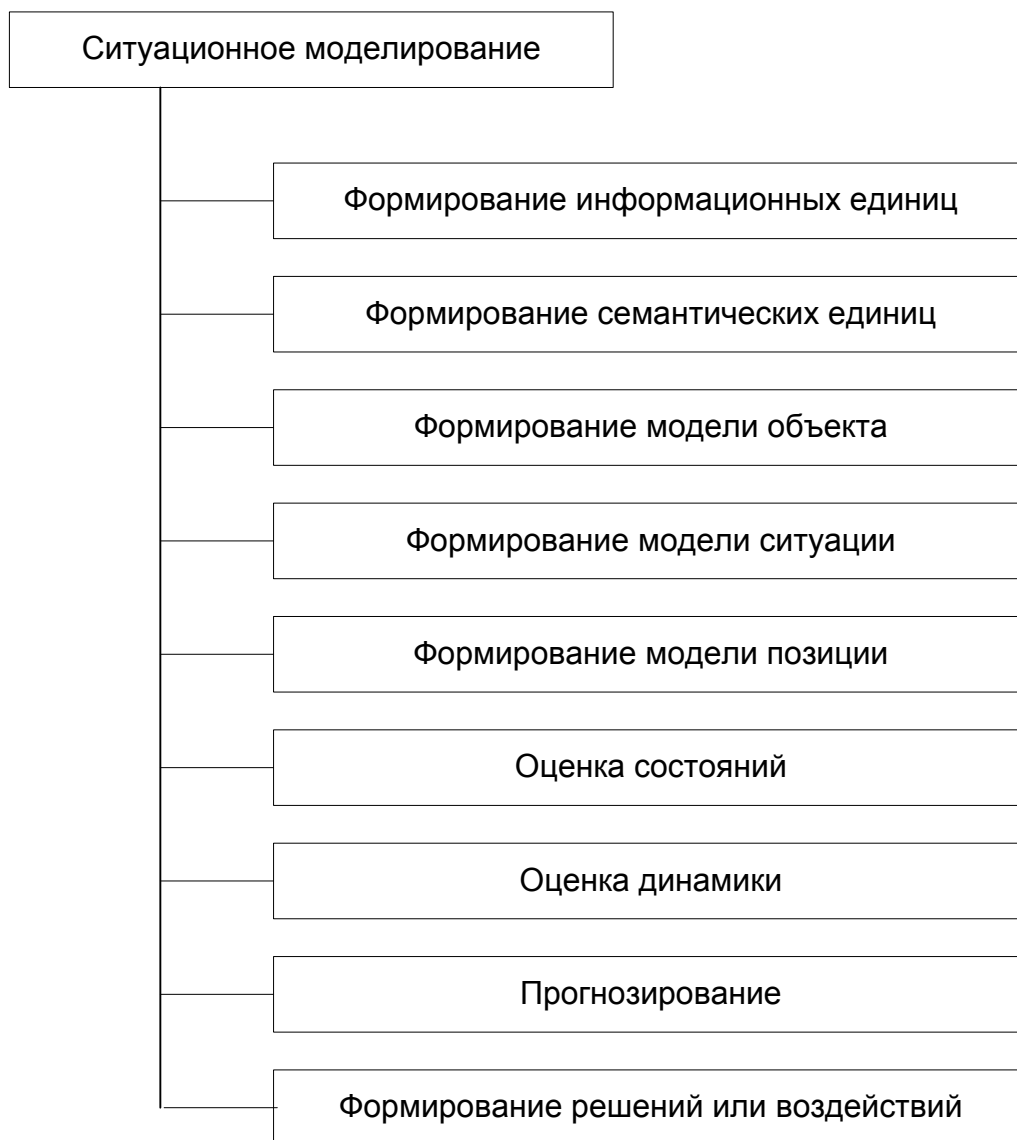 Ситуационное моделирование
Формирование информационных единиц
Формирование семантических единиц
Формирование модели объекта
Формирование модели ситуации
Формирование модели позиции
Оценка состояний
Оценка динамики
Прогнозирование
Формирование решений или воздействий